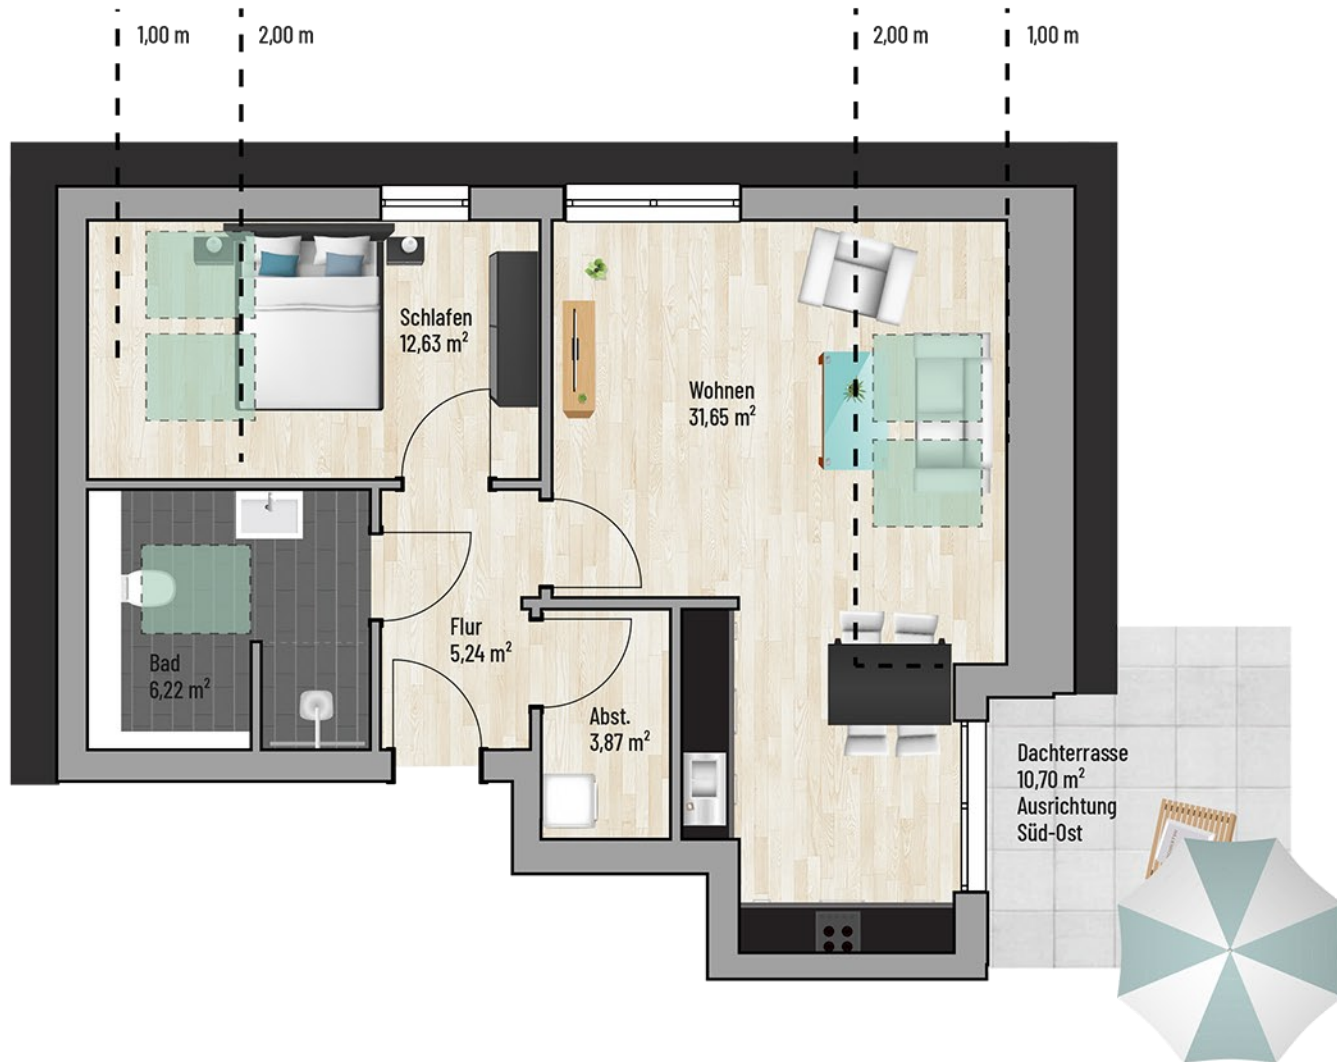 1,00 m
2,00 m
2,00 m
1,00 m
Schlafen
12,63 m²
Wohnen
31,65 m²
Flur
5,24 m²
Bad
6,22 m²
Abst.
3,87 m²
Dachterrasse
10,70 m²
Ausrichtung
Süd-Ost